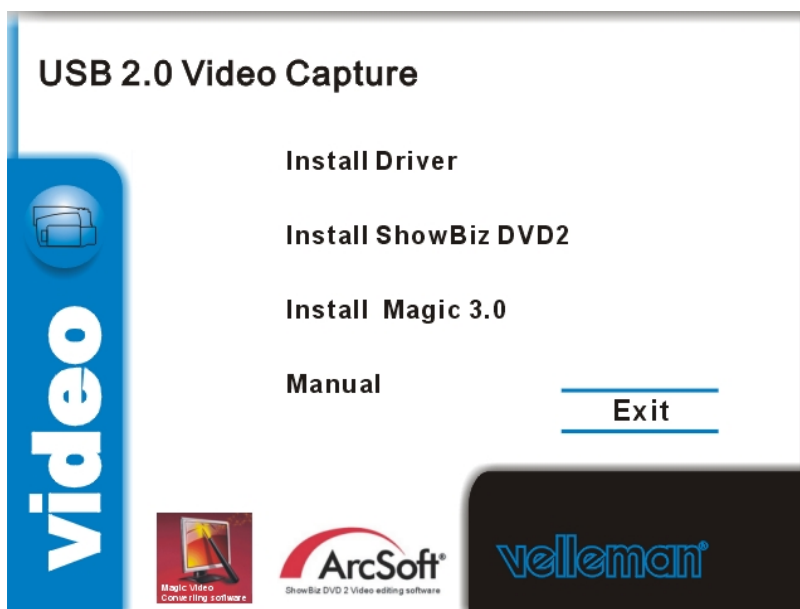 USB 2.0 Video Capture
Install Driver
Install ShowBiz DVD2
Install Magic 3.0
Manual
Exit
video
Magic Video
Converting software
ArcSoft®
ShowBiz DVD 2 Video editing software
velleman®